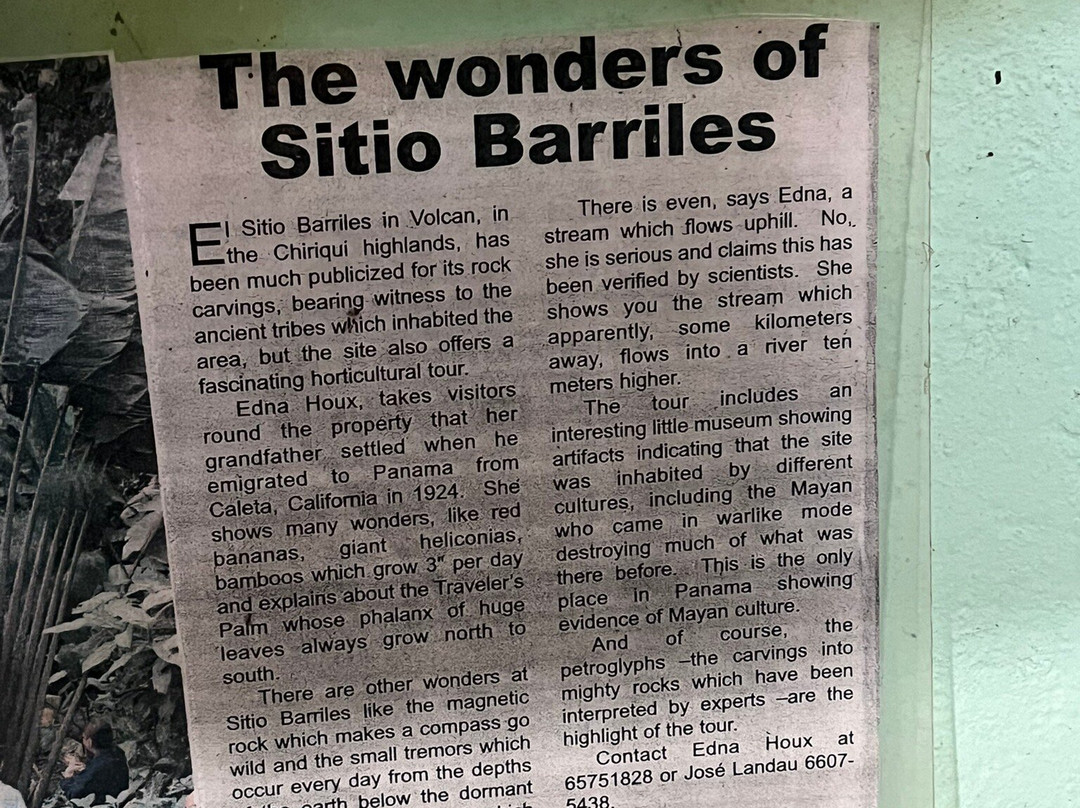 The wonders of
Sitio Barriles
El Sitio Barriles in Volcan, in
the Chiriqui highlands, has
been much publicized for its rock
carvings, bearing witness to the
ancient tribes which inhabited the
area, but the site also offers a
fascinating horticultural tour.
Edna Houx, takes visitors
round the property that her
grandfather settled when he
emigrated to Panama from
Caleta, California in 1924. She
shows many wonders, like red
bananas, giant heliconias,
bamboos which grow 3" per day
and explains about the Traveler's
Palm whose phalanx of huge
leaves always grow north to
south.
There are other wonders at
Sitio Barriles like the magnetic
rock which makes a compass go
wild and the small tremors which
occur every day from the depths
earth below the dormant
There is even, says Edna, a
stream which flows uphill. No,
she is serious and claims this has
been verified by scientists. She
shows you the stream which
apparently, some kilometers
away, flows into a river ten
meters higher.
The tour includes an
interesting little museum showing
artifacts indicating that the site
was inhabited by different
cultures, including the Mayan
who came in warlike mode
destroying much of what was
there before. This is the only
place in Panama showing
evidence of Mayan culture.
And of course, the
petroglyphs –the carvings into
mighty rocks which have been
interpreted by experts –are the
highlight of the tour.
Contact Edna Houx at
65751828 or José Landau 6607-
5438.